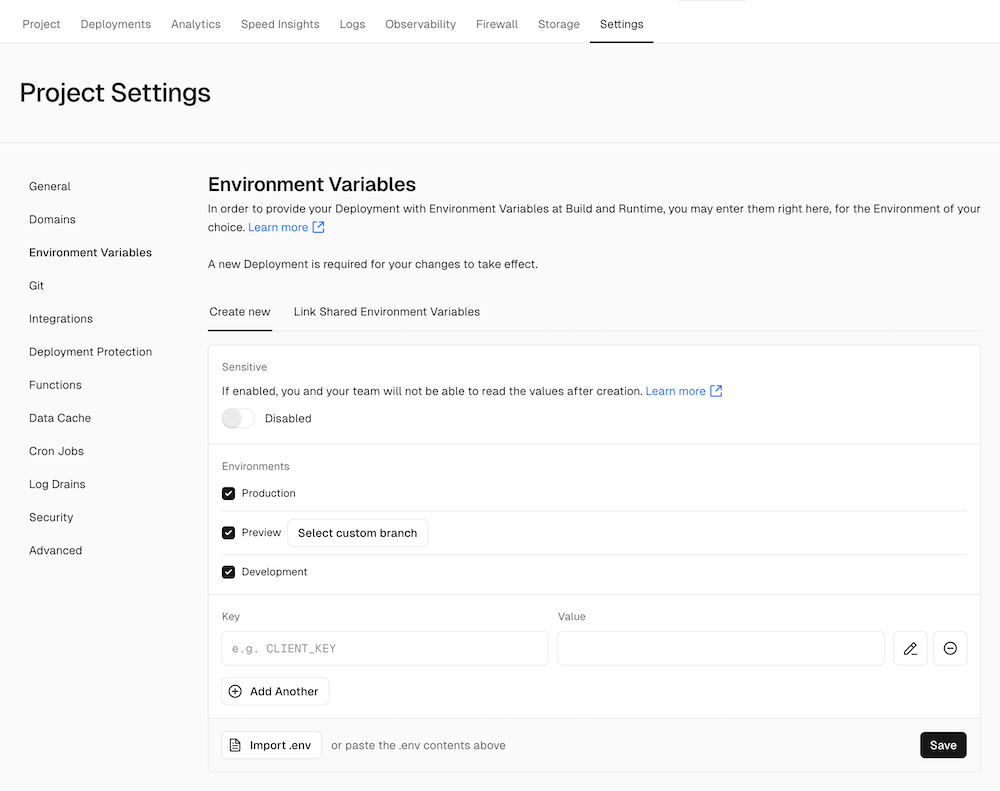 Project Deployments Analytics Speed Insights Logs Observability Firewall Storage Settings
Project Settings
General
Domains
Environment Variables
Git
Integrations
Deployment Protection
Functions
Data Cache
Cron Jobs
Log Drains
Security
Advanced
Environment Variables
In order to provide your Deployment with Environment Variables at Build and Runtime, you may enter them right here, for the Environment of your
choice. Learn more
A new Deployment is required for your changes to take effect.
Create new Link Shared Environment Variables
Sensitive
If enabled, you and your team will not be able to read the values after creation. Learn more
Disabled
Environments
Production
Preview Select custom branch
Development
Key Value
e.g. CLIENT_KEY
Add Another
Import .env or paste the .env contents above Save